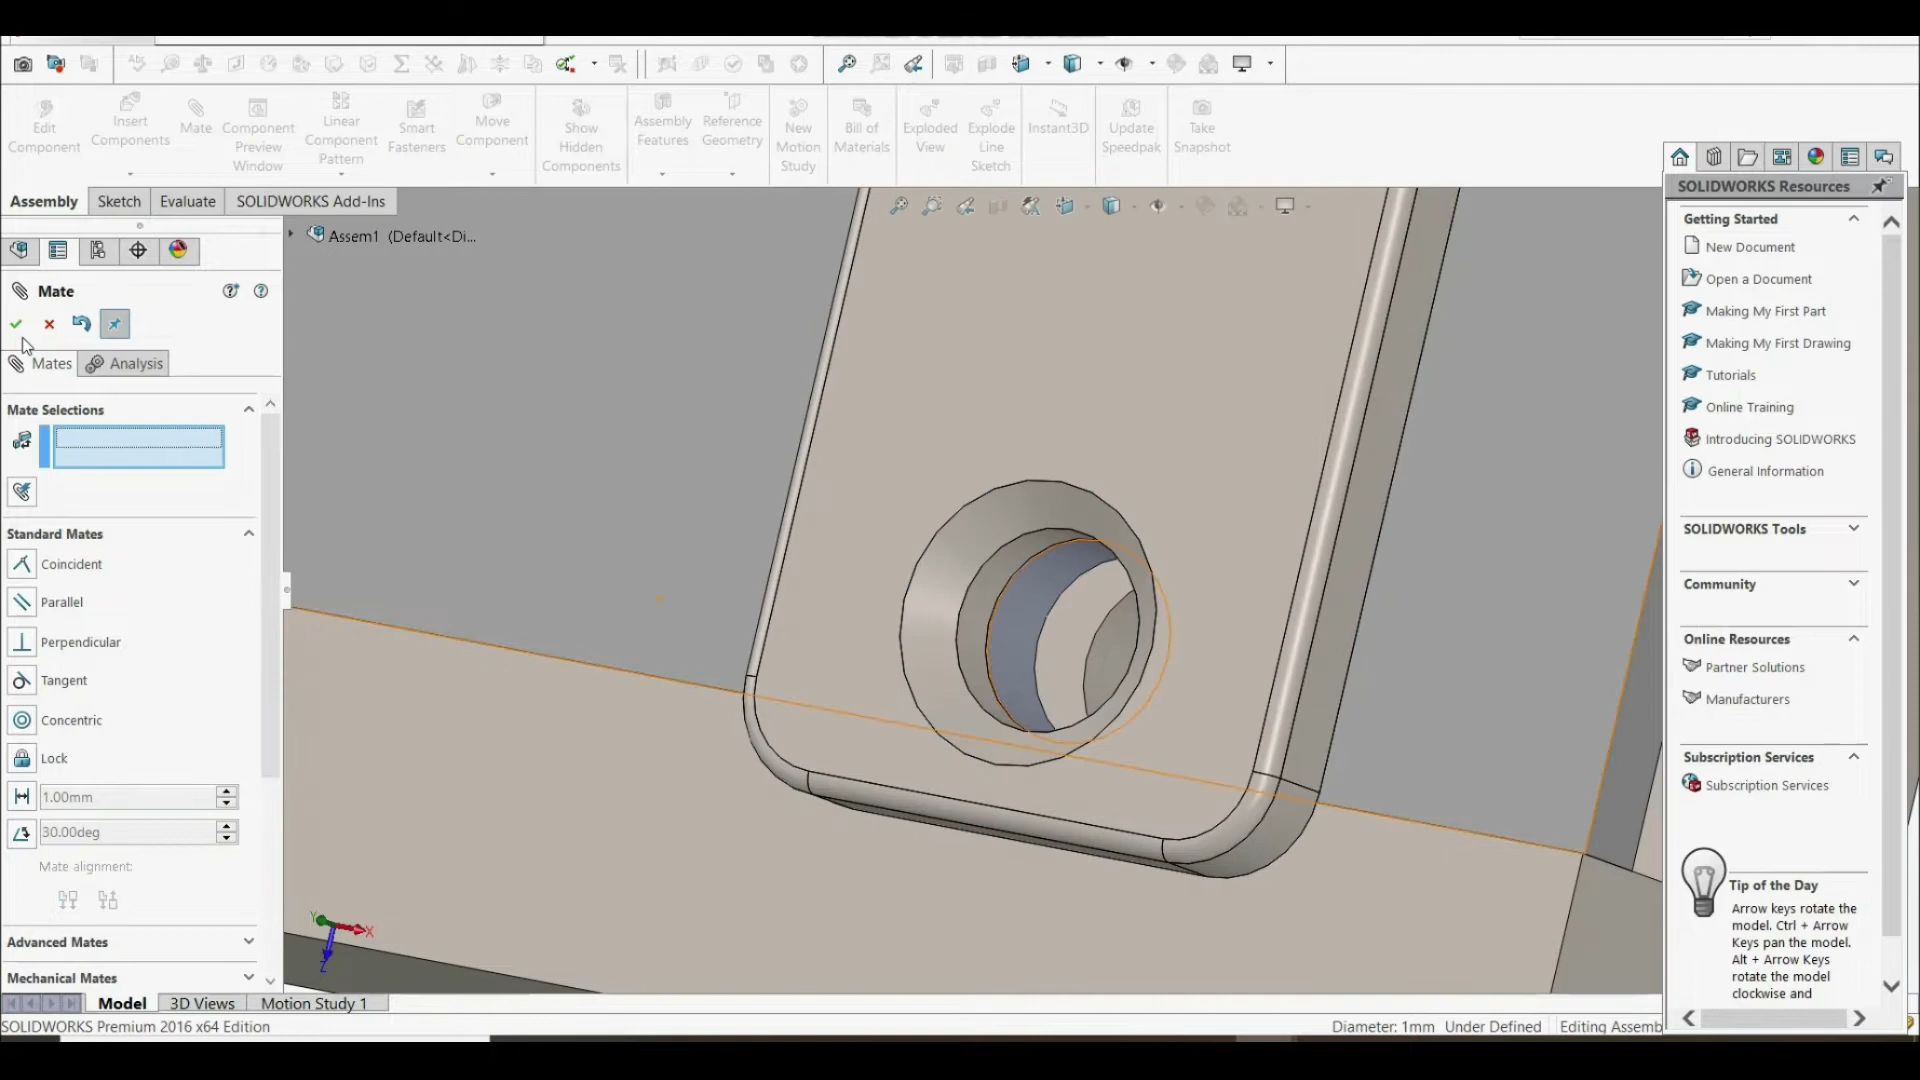 Edit
Component
Insert
Components
Mate
Component
Preview
Window
Linear
Component
Pattern
Smart
Fasteners
Move
Component
Show
Hidden
Components
Assembly
Features
Reference
Geometry
New
Motion
Study
Bill of
Materials
Exploded
View
Explode
Line
Sketch
Instant3D
Update
Speedpak
Take
Snapshot
Assembly
Sketch
Evaluate
SOLIDWORKS Add-Ins
Assem1 (Default<Di...
Mate
Mates
Analysis
Mate Selections
Standard Mates
Coincident
Parallel
Perpendicular
Tangent
Concentric
Lock
1.00mm
30.00deg
Mate alignment:
Advanced Mates
Mechanical Mates
Y
X
Z
Model
3D Views
Motion Study 1
SOLIDWORKS Premium 2016 x64 Edition
Diameter: 1mm
Under Defined
Editing Assemb
SOLIDWORKS Resources
Getting Started
New Document
Open a Document
Making My First Part
Making My First Drawing
Tutorials
Online Training
Introducing SOLIDWORKS
General Information
SOLIDWORKS Tools
Community
Online Resources
Partner Solutions
Manufacturers
Subscription Services
Subscription Services
Tip of the Day
Arrow keys rotate the
model. Ctrl + Arrow
Keys pan the model.
Alt + Arrow Keys
rotate the model
clockwise and